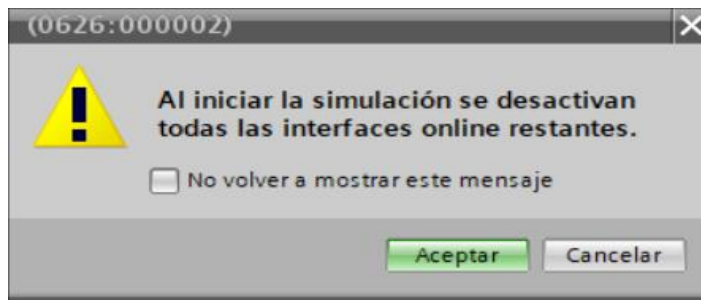 (0626:000002)
Al iniciar la simulación se desactivan
todas las interfaces online restantes.
No volver a mostrar este mensaje
Aceptar Cancelar